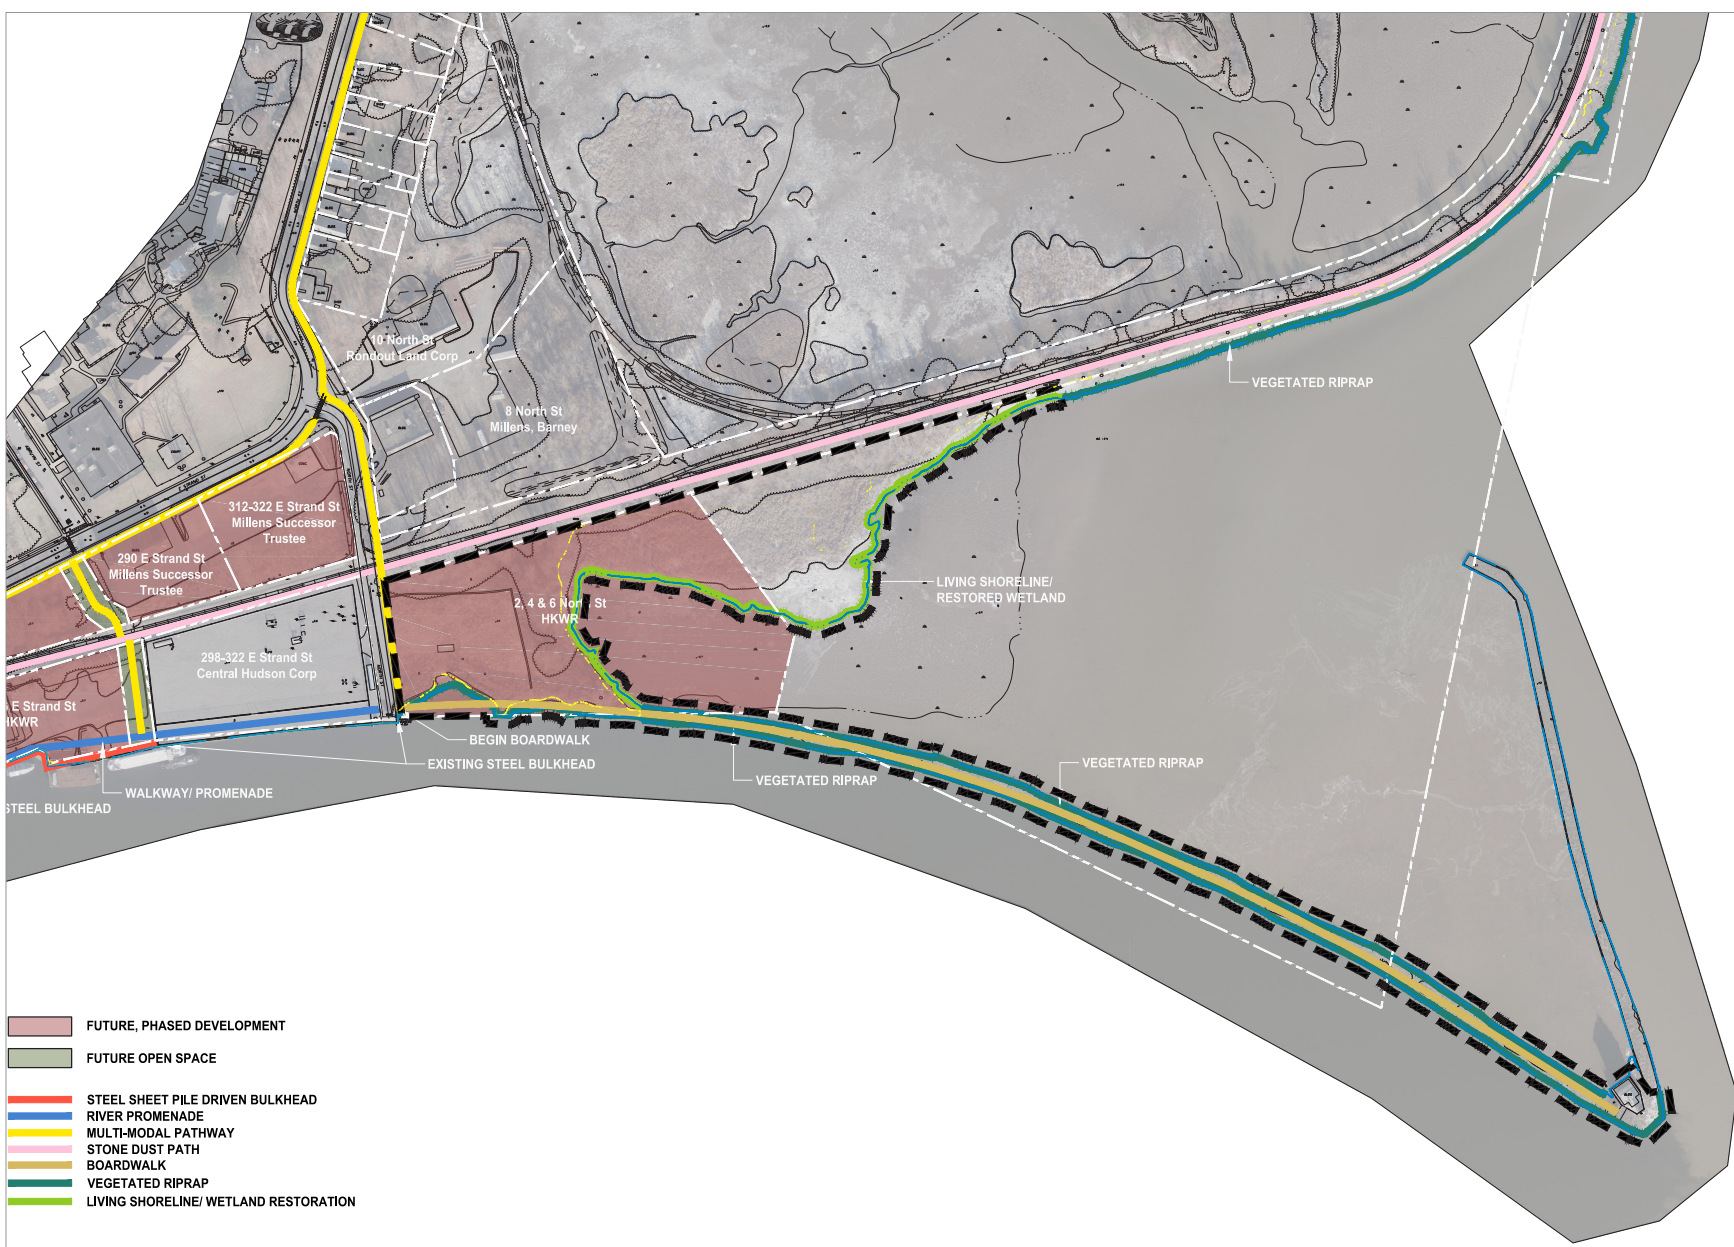 10 North St
Rondout Land Corp
8 North St
Millens, Barney
VEGETATED RIPRAP
E STRAND ST
312-322 E Strand St
Millens Successor
Trustee
290 E Strand St
Millens Successor
Trustee
LIVING SHORELINE/
RESTORED WETLAND
2, 4 & 6 North St
HKWR
298-322 E Strand St
Central Hudson Corp
E Strand St
HKWR
BEGIN BOARDWALK
EXISTING STEEL BULKHEAD
VEGETATED RIPRAP
VEGETATED RIPRAP
WALKWAY/ PROMENADE
STEEL BULKHEAD
FUTURE, PHASED DEVELOPMENT
FUTURE OPEN SPACE
STEEL SHEET PILE DRIVEN BULKHEAD
RIVER PROMENADE
MULTI-MODAL PATHWAY
STONE DUST PATH
BOARDWALK
VEGETATED RIPRAP
LIVING SHORELINE/ WETLAND RESTORATION